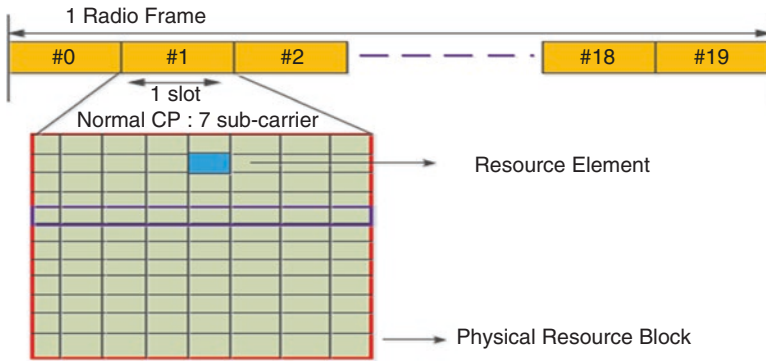 1 Radio Frame
#0 #1 #2 #18 #19
1 slot
Normal CP : 7 sub-carrier
Resource Element
Physical Resource Block